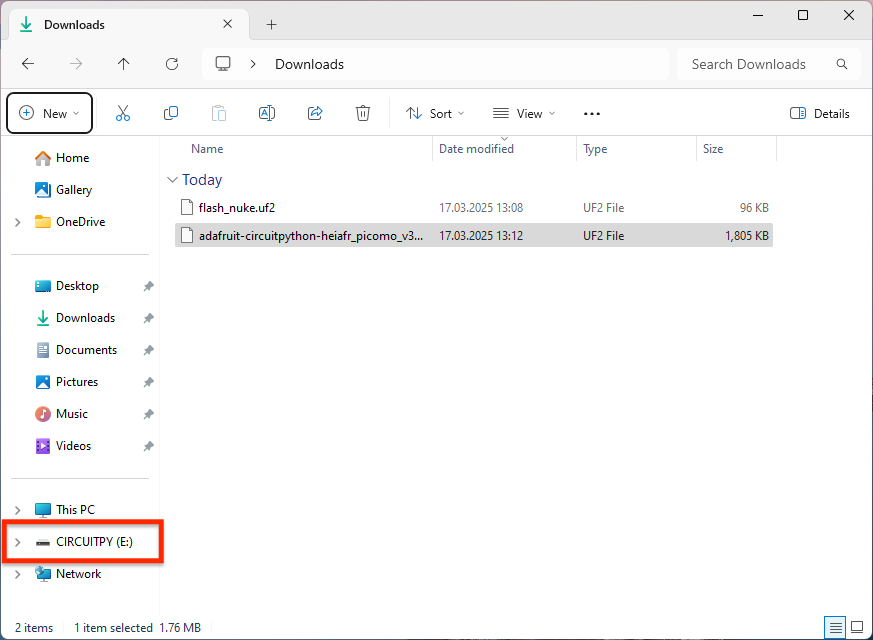 Downloads
Downloads
Search Downloads
New
Sort
View
Details
Name
Date modified
Type
Size
Home
Gallery
OneDrive
Desktop
Downloads
Documents
Pictures
Music
Videos
This PC
CIRCUITPY (E:)
Network
Today
flash_nuke.uf2 17.03.2025 13:08 UF2 File 96 KB
adafruit-circuitpython-heiafr_picomo_v3... 17.03.2025 13:12 UF2 File 1,805 KB
2 items 1 item selected 1.76 MB